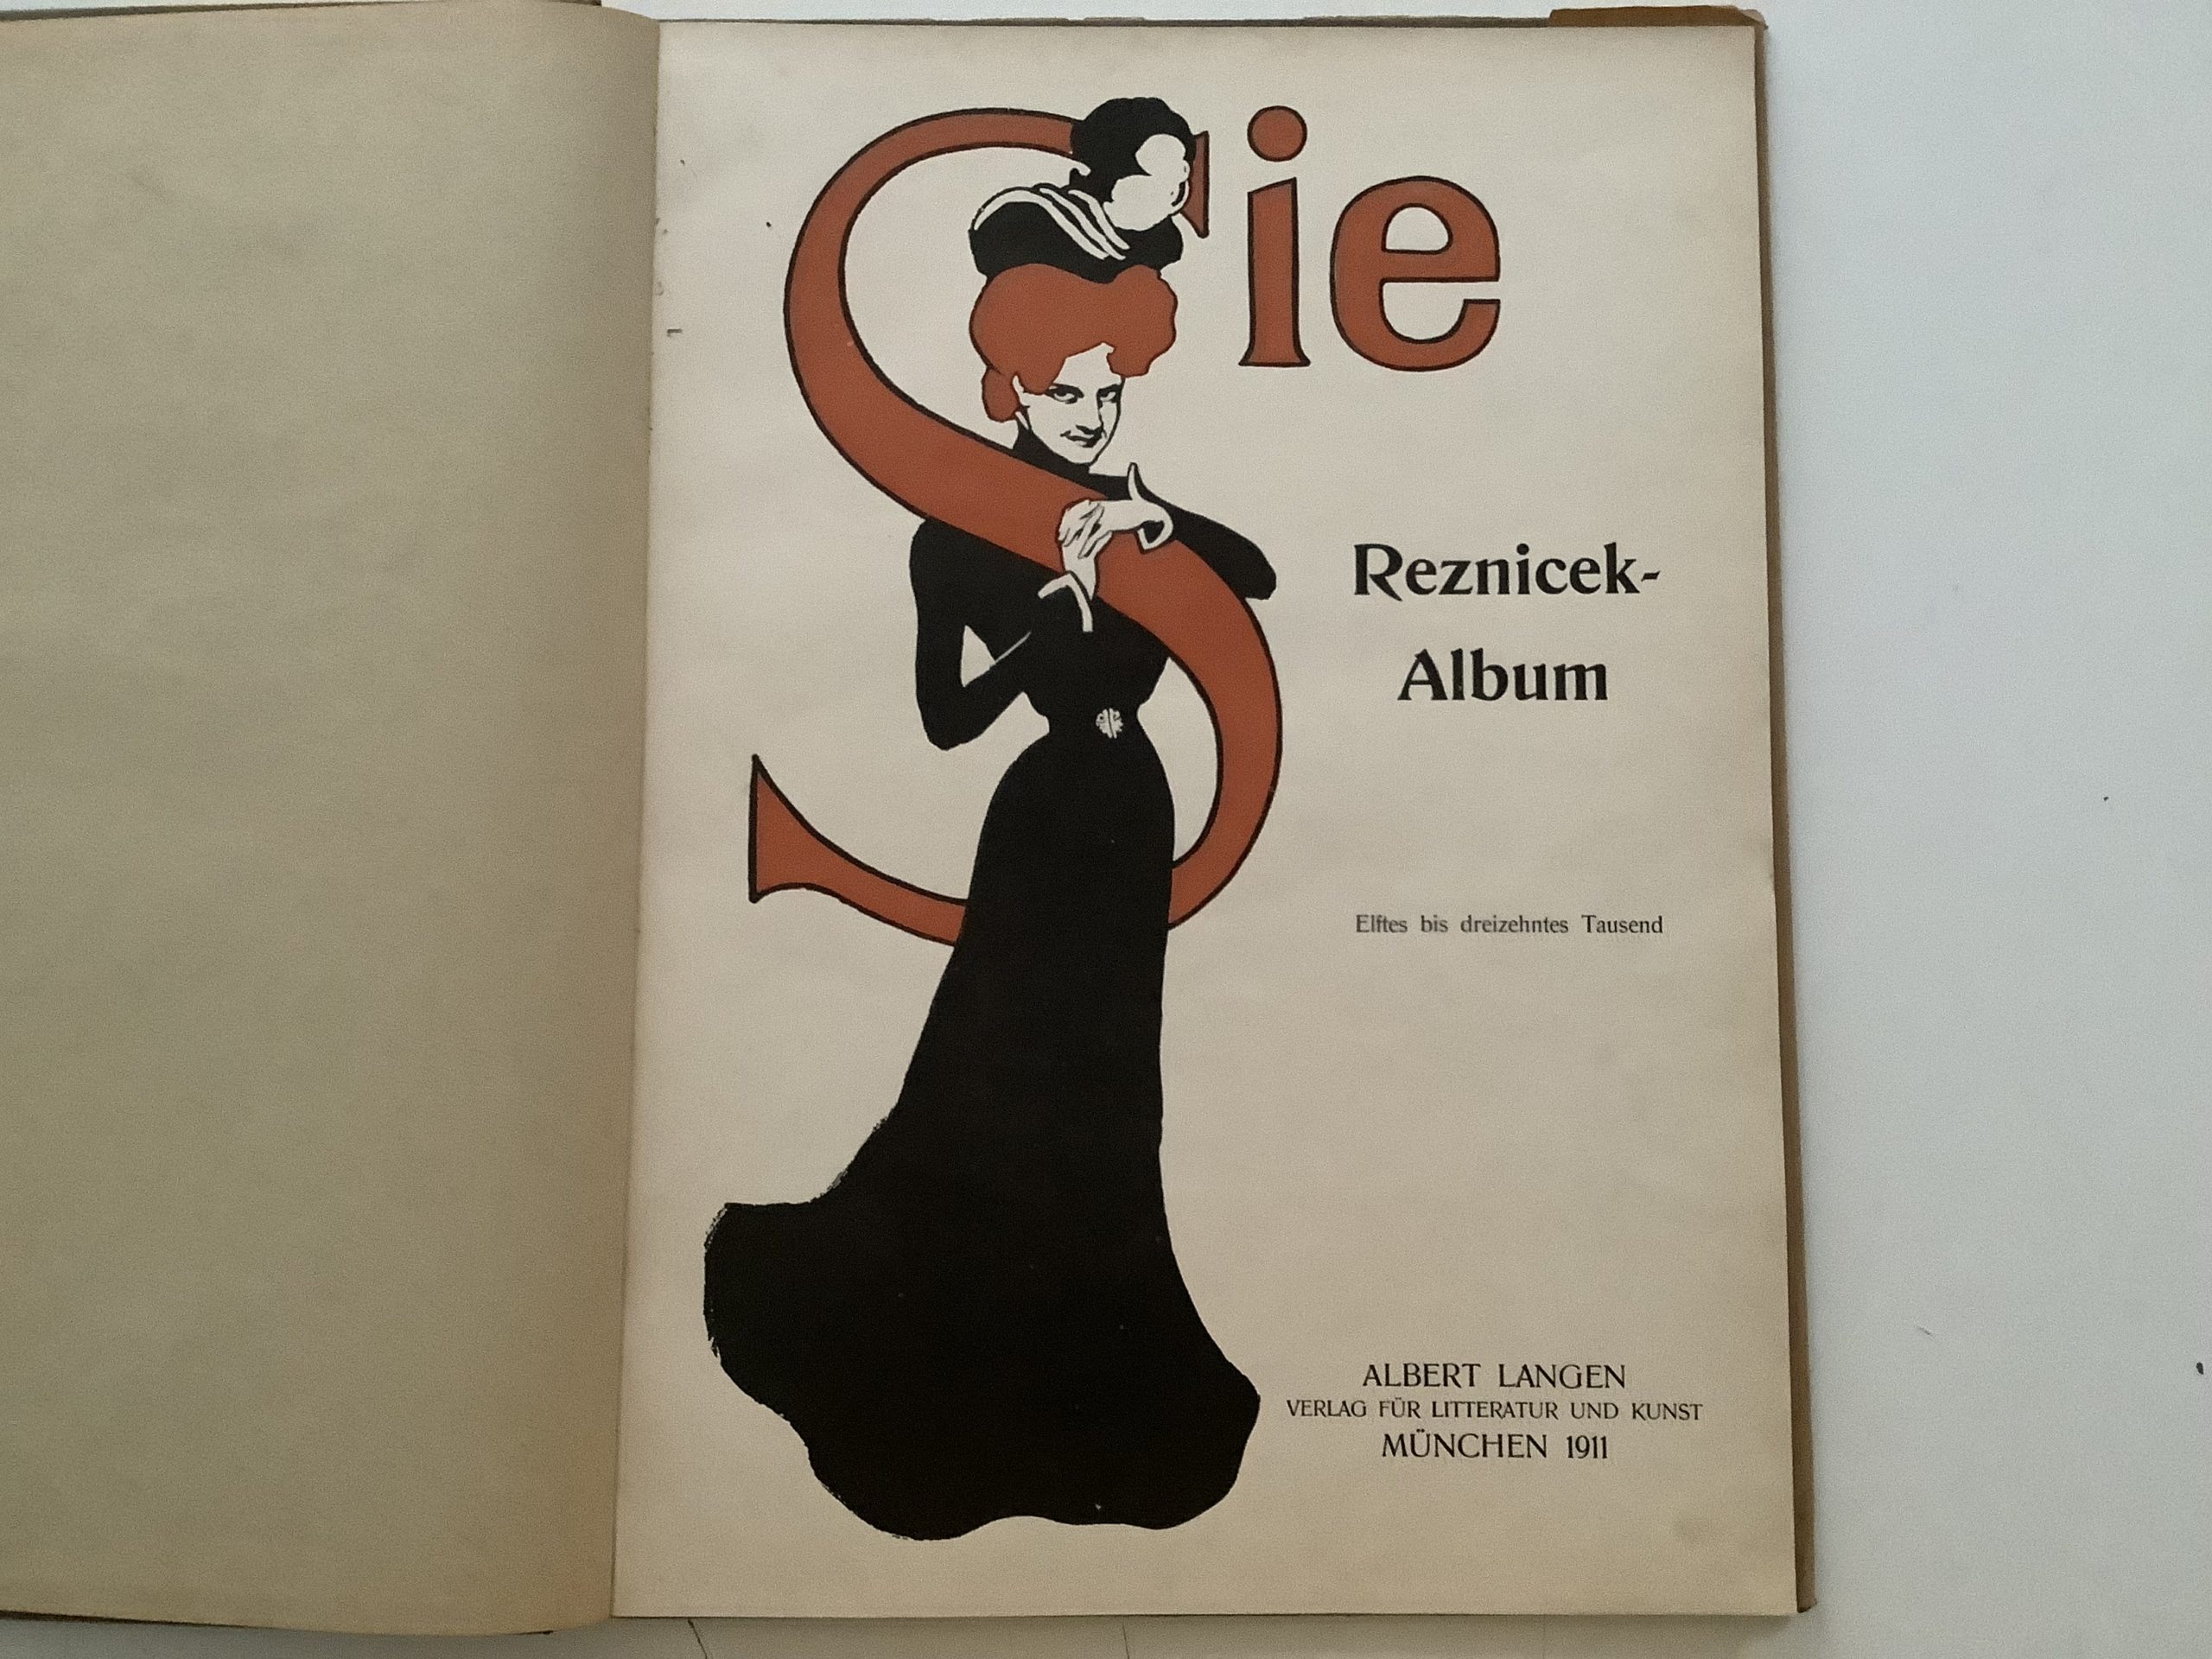 Sie
Reznicek-
Album
Elftes bis dreizehntes Tausend
ALBERT LANGEN
VERLAG FÜR LITTERATUR UND KUNST
MÜNCHEN 1911